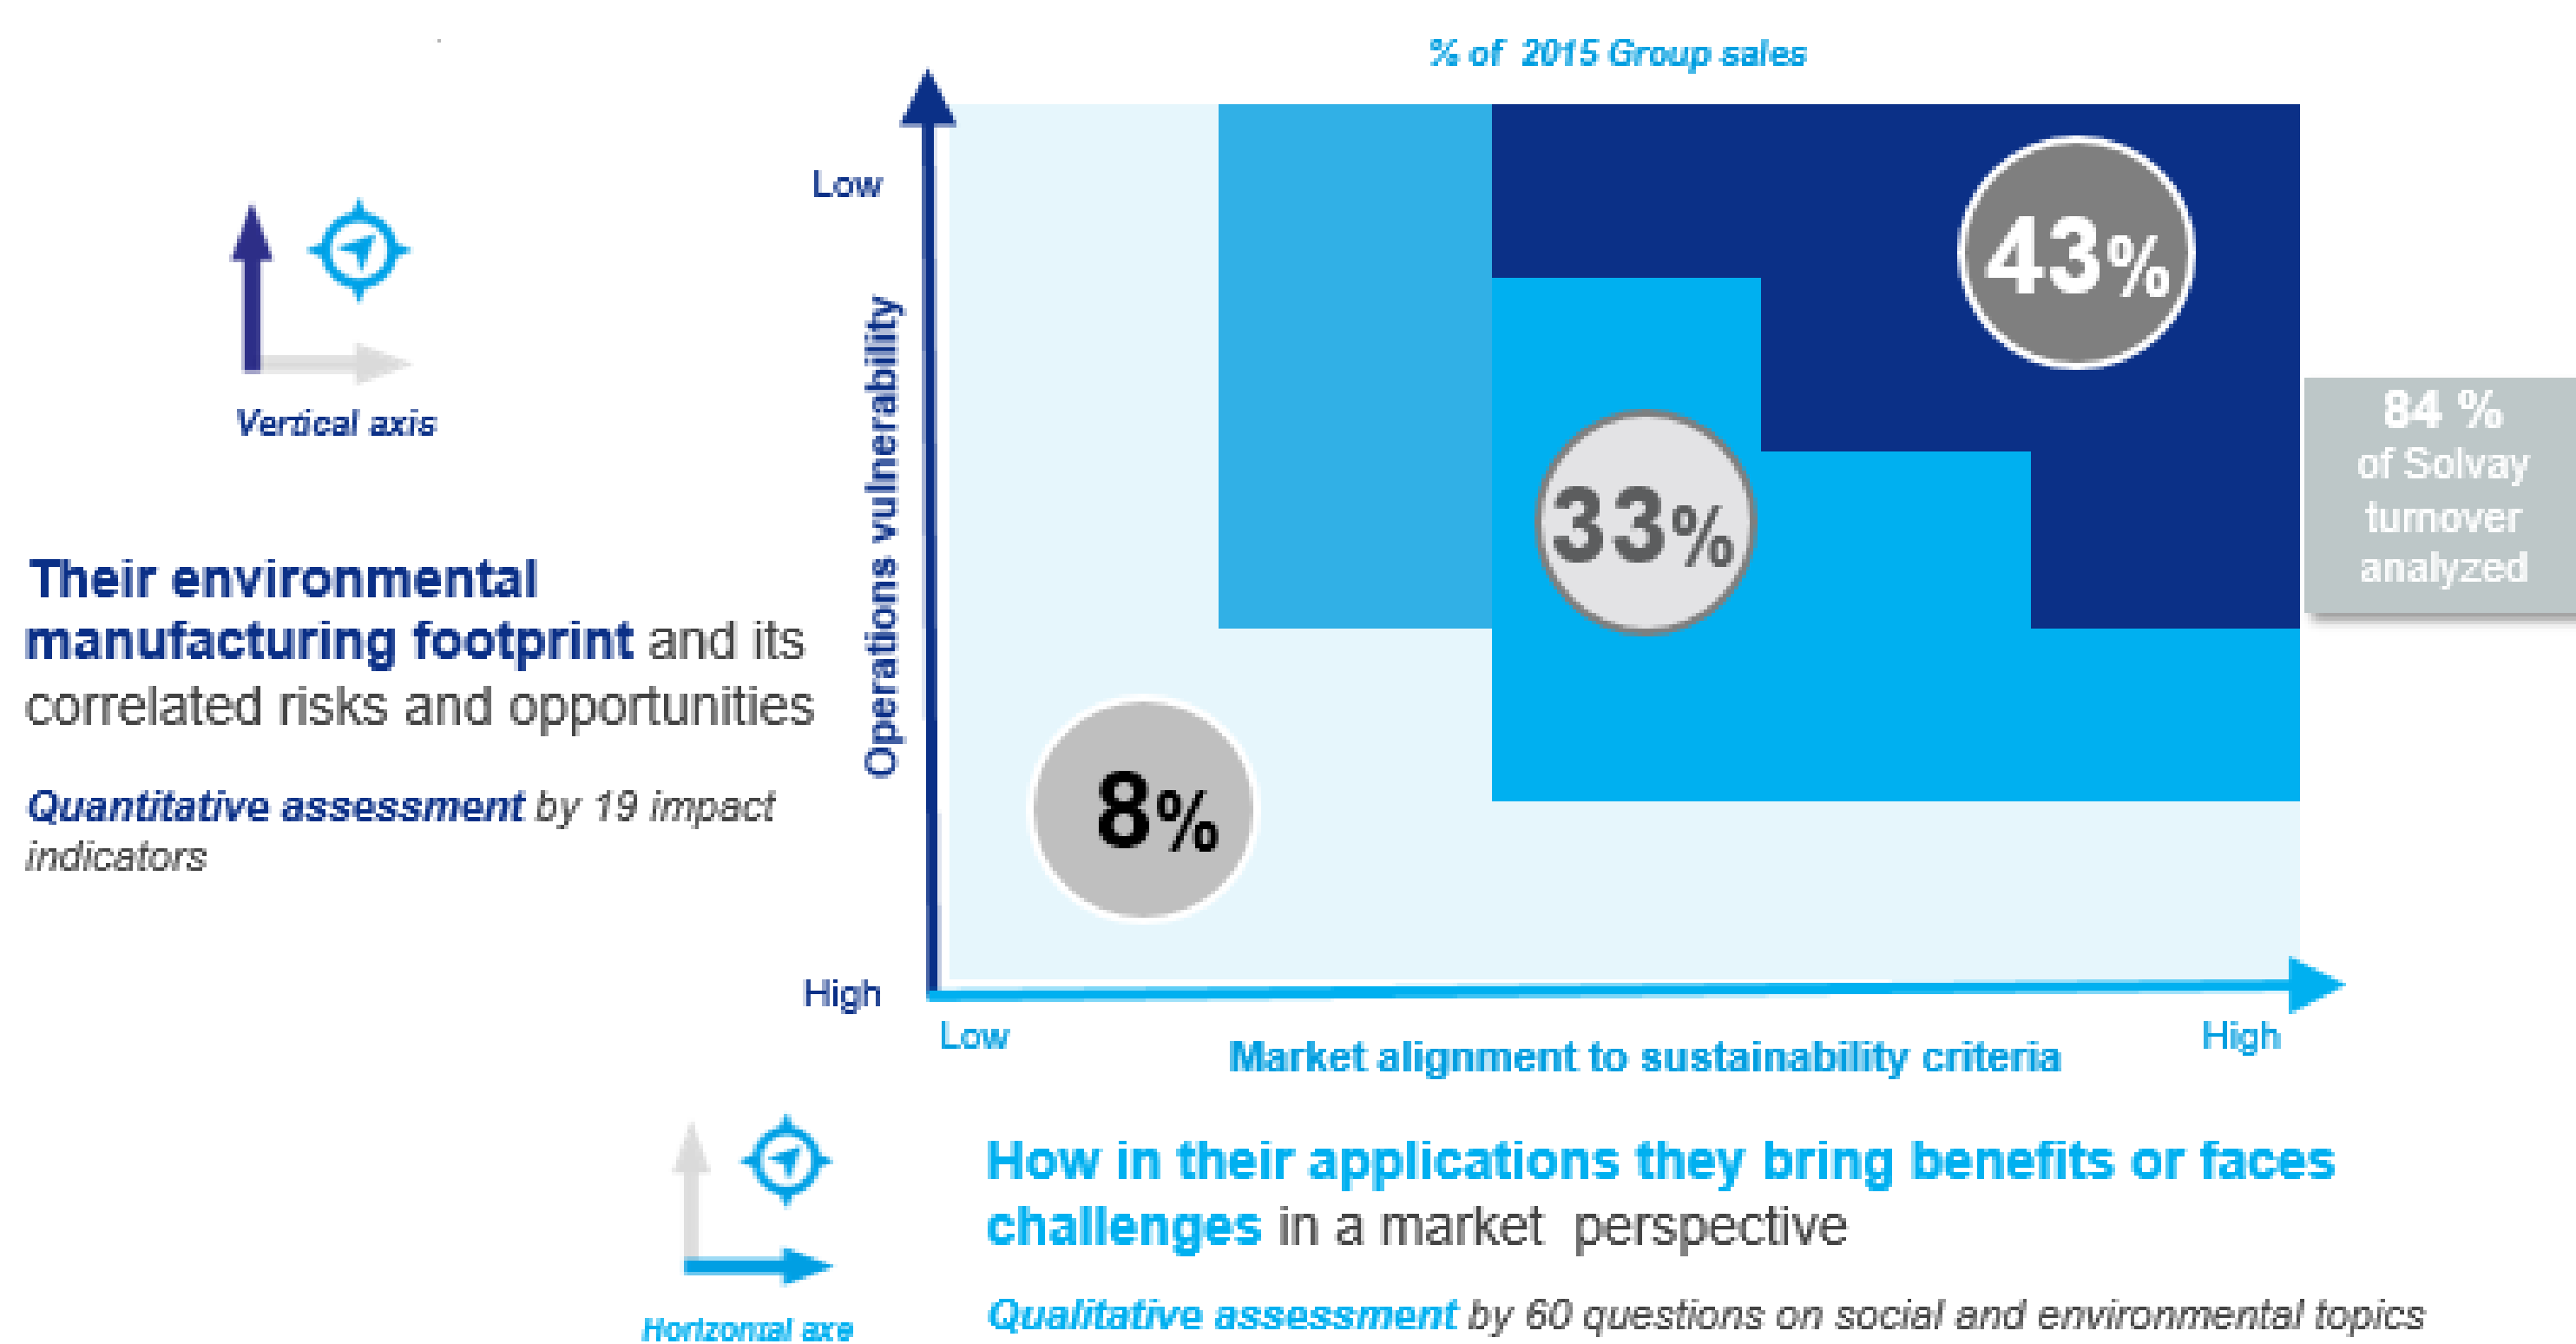 % of 2015 Group sales
Low
43%
Vertical axis
84 %
of Solvay
turnover
analyzed
Operations vulnerability
33%
Their environmental
manufacturing footprint and its
correlated risks and opportunities
Quantitative assessment by 19 impact
indicators
8%
High
Low
High
Market alignment to sustainability criteria
How in their applications they bring benefits or faces
challenges in a market perspective
Horizontal axe
Qualitative assessment by 60 questions on social and environmental topics